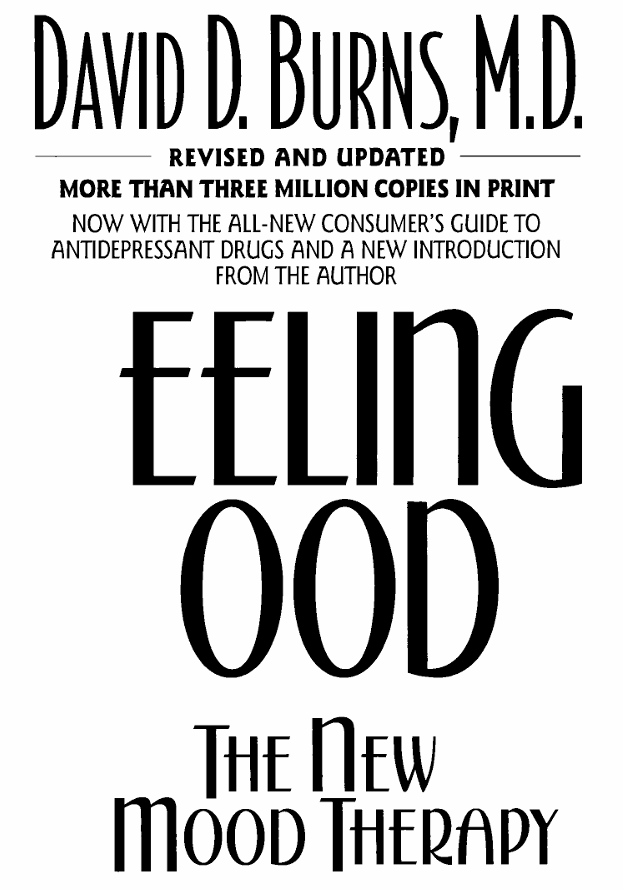 DAVID D. BURNS, M.D.
REVISED AND UPDATED
MORE THAN THREE MILLION COPIES IN PRINT
NOW WITH THE ALL-NEW CONSUMER'S GUIDE TO
ANTIDEPRESSANT DRUGS AND A NEW INTRODUCTION
FROM THE AUTHOR
EELING
OOD
THE NEW
MOOD THERAPY